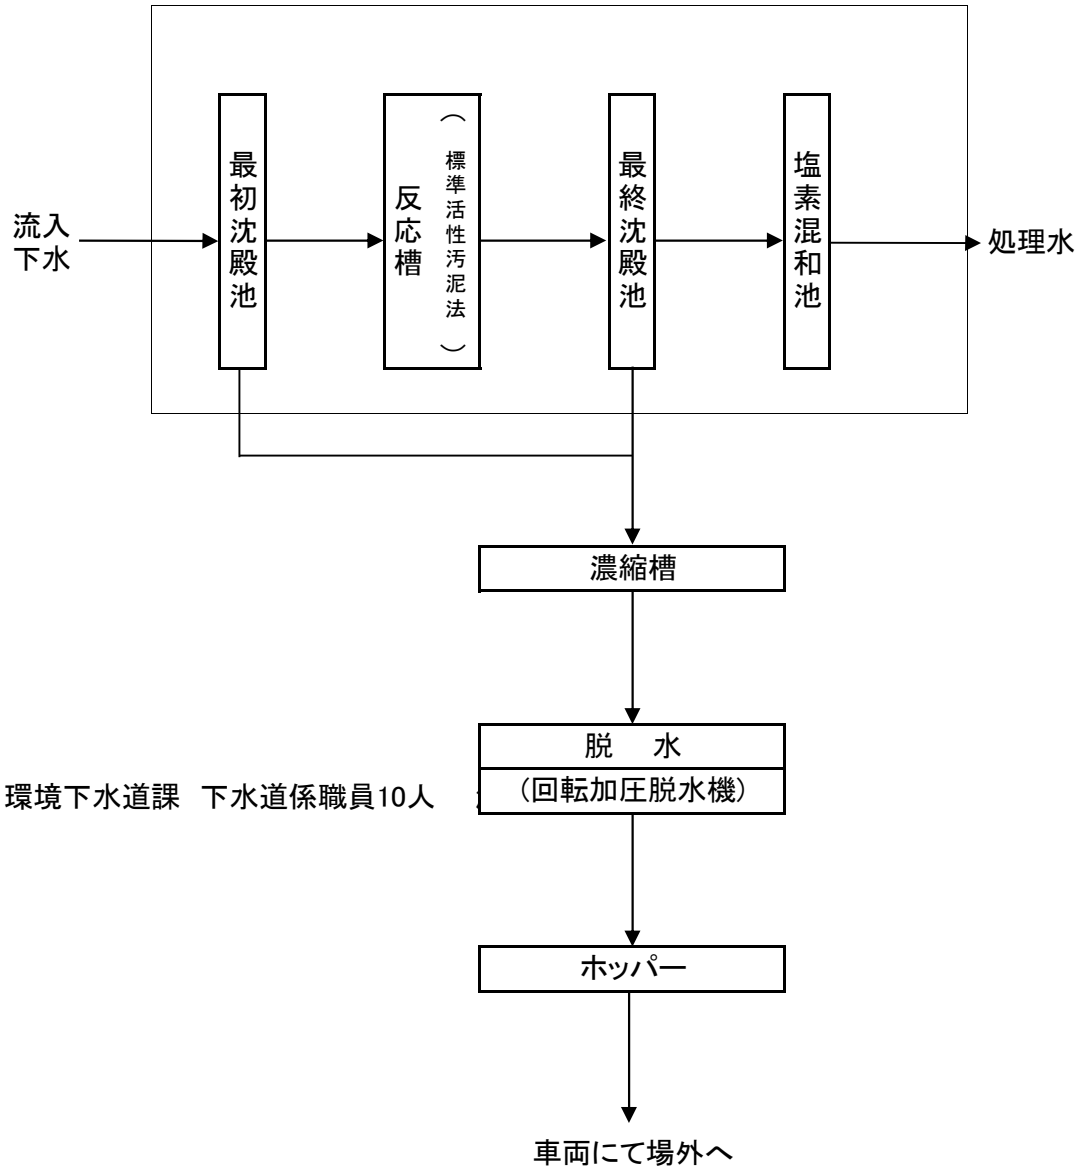 流入
下水
最初沈殿池
反応槽
（標準活性汚泥法）
最終沈殿池
塩素混和池
処理水
濃縮槽
脱　水
環境下水道課　下水道係職員10人
（回転加圧脱水機）
ホッパー
車両にて場外へ